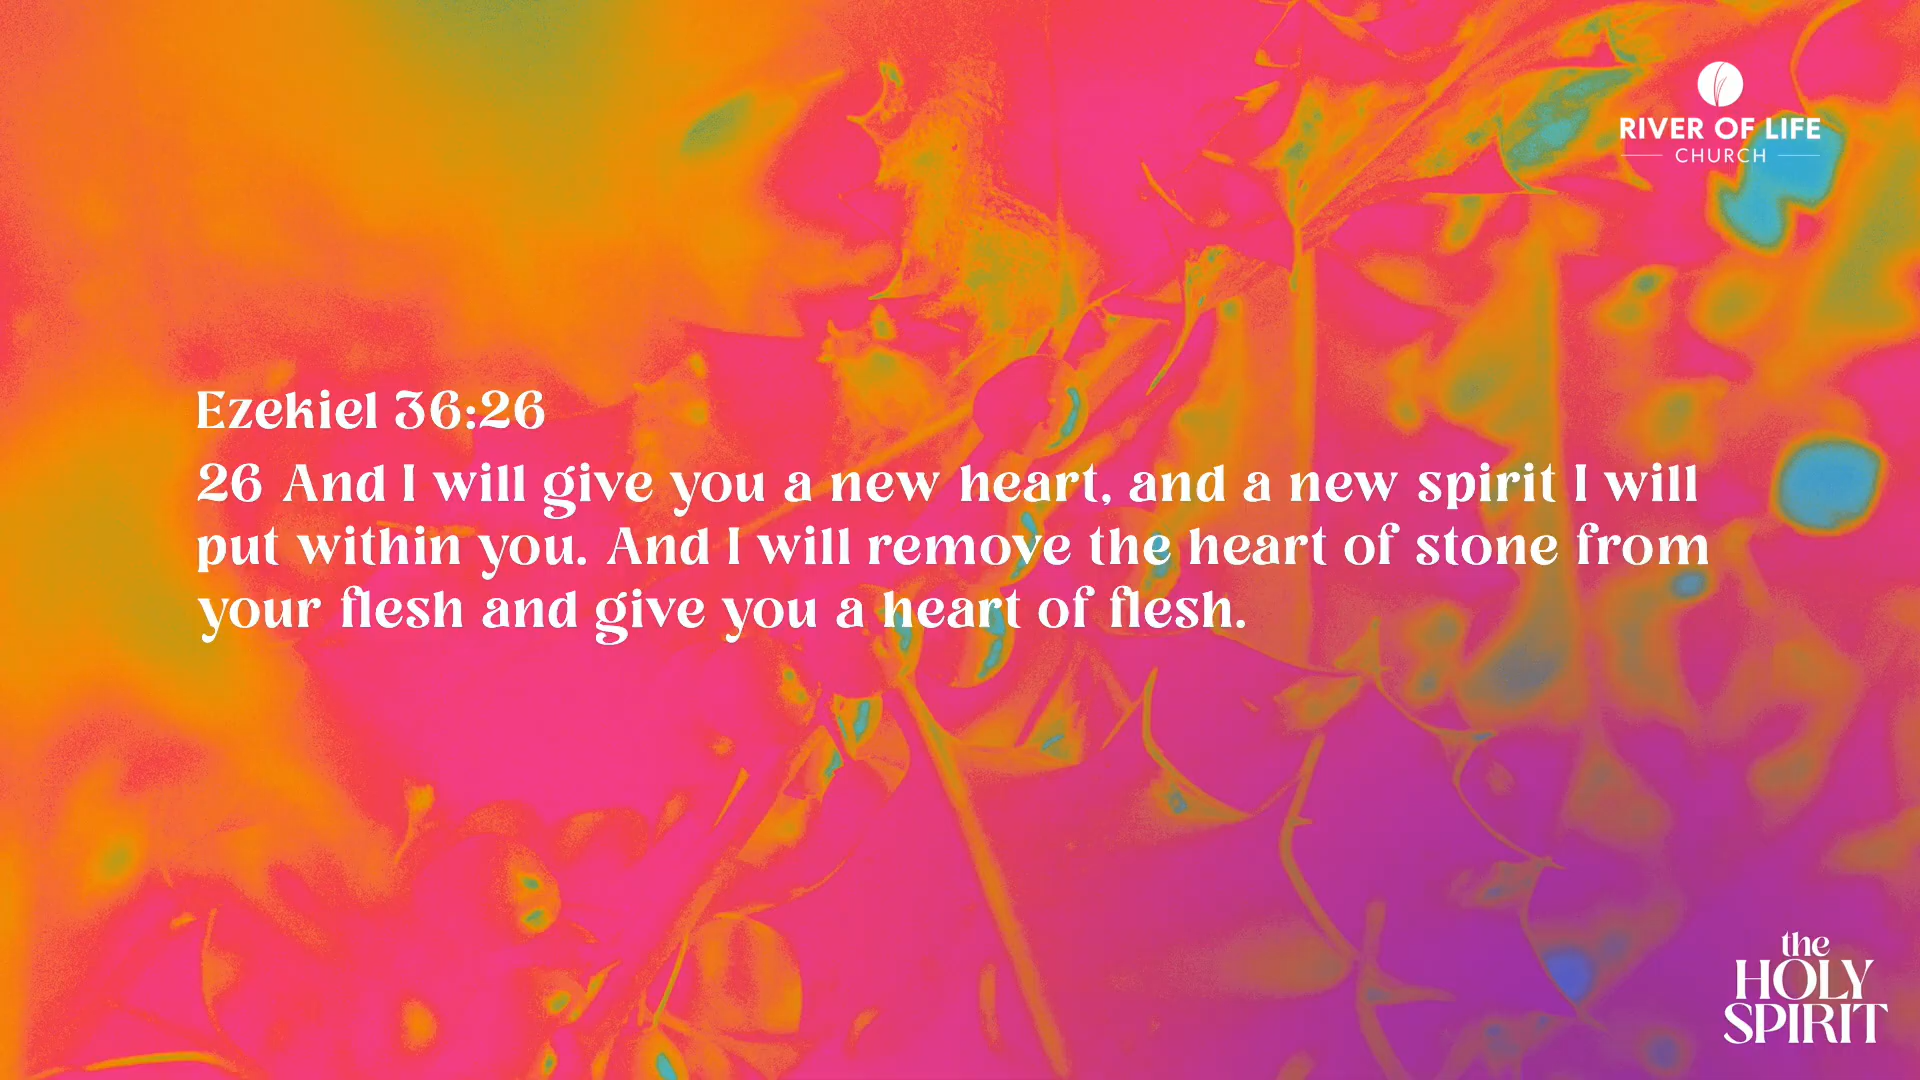 RIVER OF LIFE
CHURCH
Ezekiel 36:26
26 And I will give you a new heart, and a new spirit I will
put within you. And I will remove the heart of stone from
your flesh and give you a heart of flesh.
the
HOLY
SPIRIT